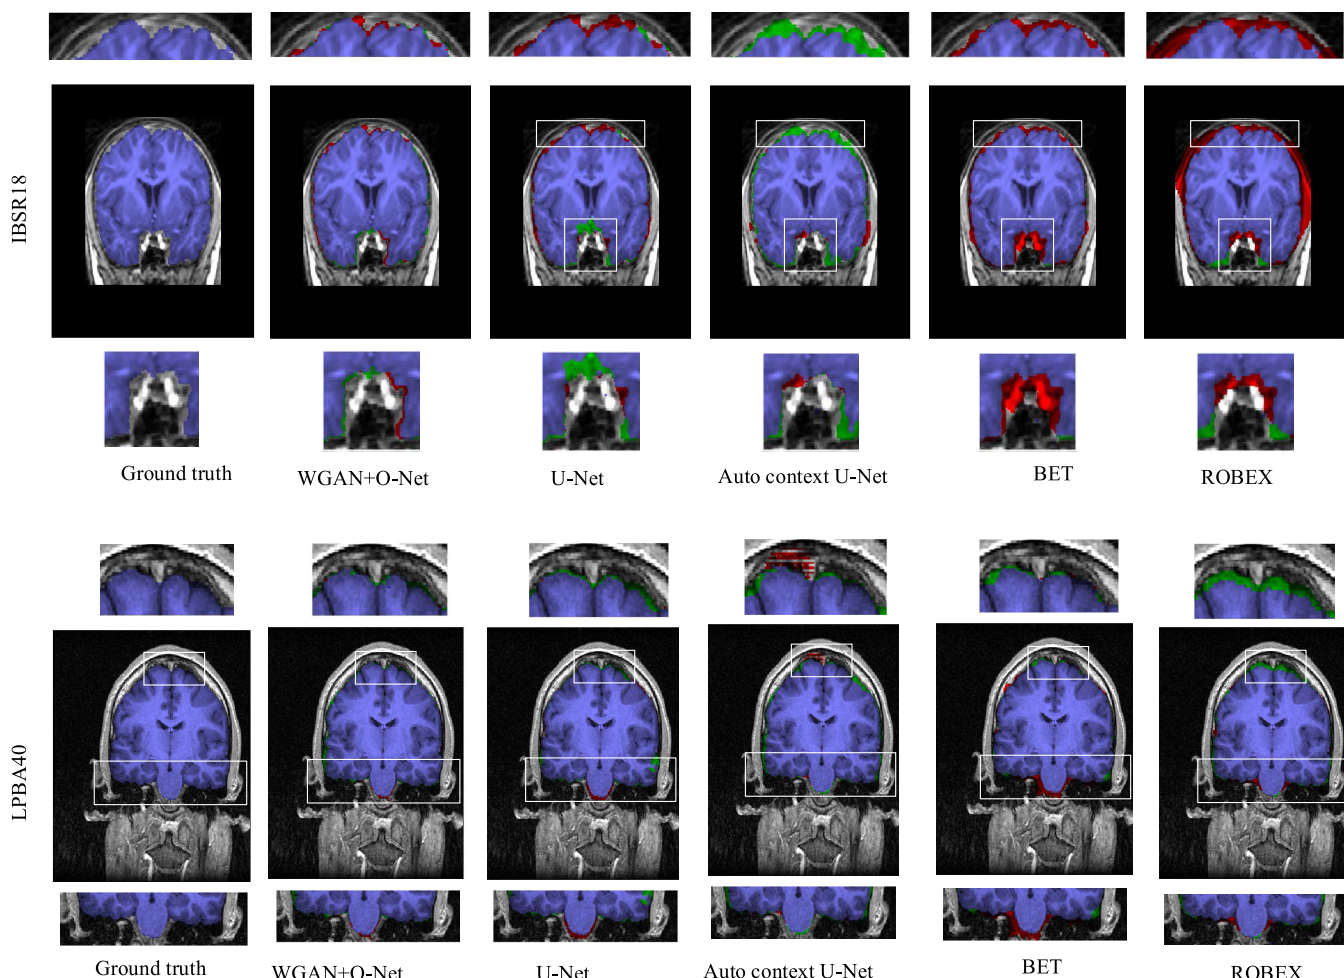 IBSR18
Ground truth
WGAN+O-Net
U-Net
Auto context U-Net
BET
ROBEX
LPBA40
Ground truth
WGAN+O-Net
U-Net
Auto context U-Net
BET
ROBEX